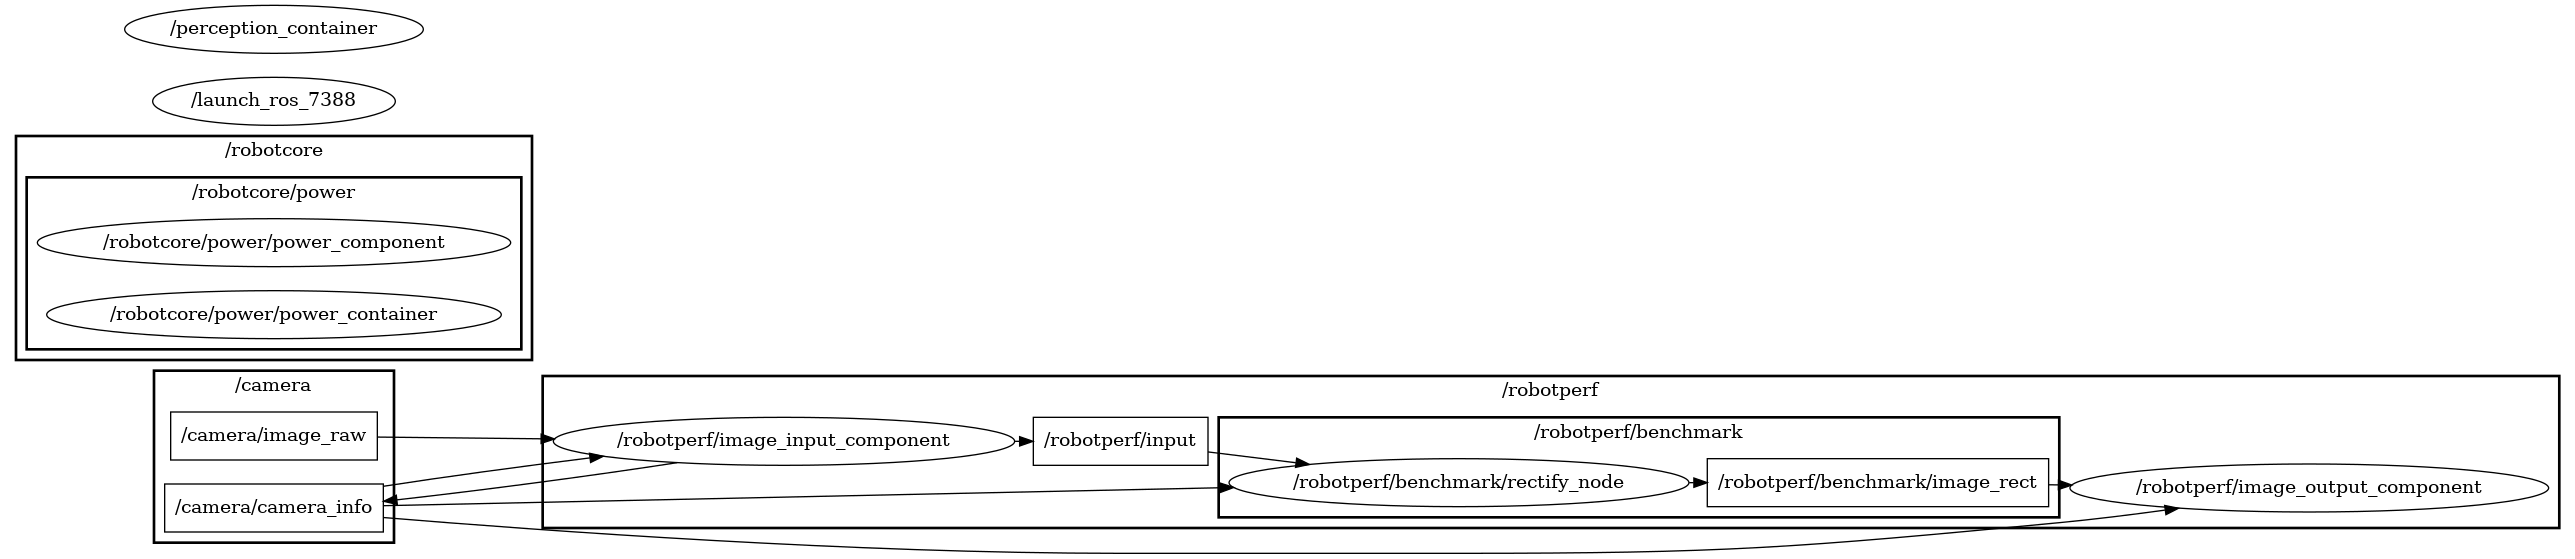 /perception_container
/launch_ros_7388
/robotcore
/robotcore/power
/robotcore/power/power_component
/robotcore/power/power_container
/camera
/camera/image_raw
/camera/camera_info
/robotperf
/robotperf/image_input_component
/robotperf/input
/robotperf/benchmark
/robotperf/benchmark/rectify_node
/robotperf/benchmark/image_rect
/robotperf/image_output_component